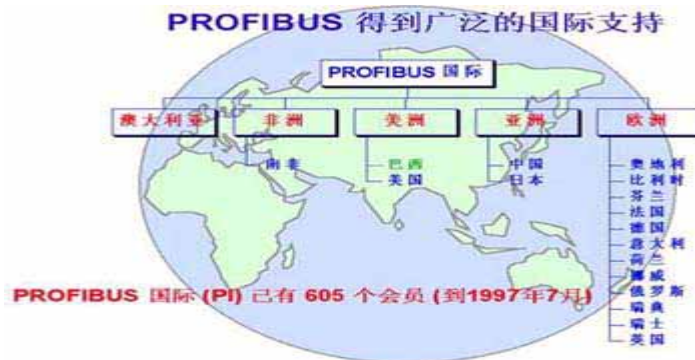 PROFIBUS 得到广泛的国际支持
PROFIBUS 国际
澳大利亚
非洲
美洲
亚洲
欧洲
南非
巴西
美国
中国
日本
奥地利
比利时
芬兰
法国
德国
意大利
荷兰
挪威
俄罗斯
瑞典
瑞士
英国
PROFIBUS 国际 (PI) 已有 605 个会员 (到1997年7月)